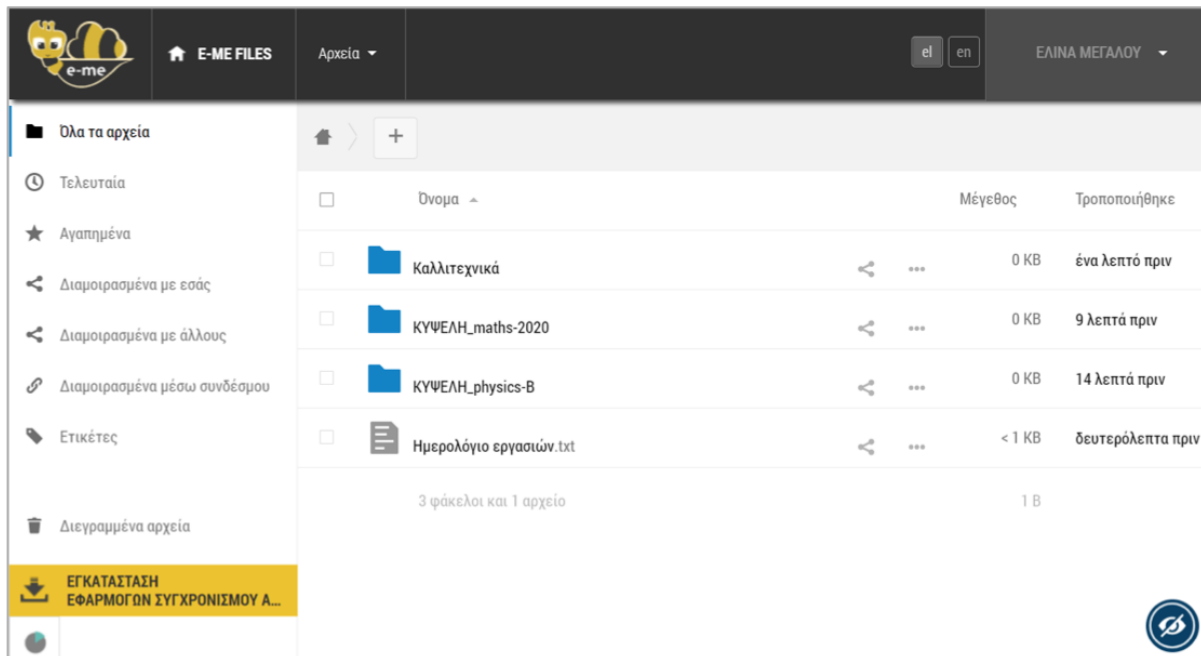 e-me
E-ME FILES
Αρχεία
el
en
ΕΛΙΝΑ ΜΕΓΑΛΟΥ
Όλα τα αρχεία
Τελευταία
Αγαπημένα
Διαμοιρασμένα με εσάς
Διαμοιρασμένα με άλλους
Διαμοιρασμένα μέσω συνδέσμου
Ετικέτες
Διεγραμμένα αρχεία
ΕΓΚΑΤΑΣΤΑΣΗ
ΕΦΑΡΜΟΓΩΝ ΣΥΓΧΡΟΝΙΣΜΟΥ Α...
+
Όνομα Μέγεθος Τροποποιήθηκε
Καλλιτεχνικά 0 KB ένα λεπτό πριν
ΚΥΨΕΛΗ_maths-2020 0 KB 9 λεπτά πριν
ΚΥΨΕΛΗ_physics-B 0 KB 14 λεπτά πριν
Ημερολόγιο εργασιών.txt < 1 KB δευτερόλεπτα πριν
3 φάκελοι και 1 αρχείο 1 B